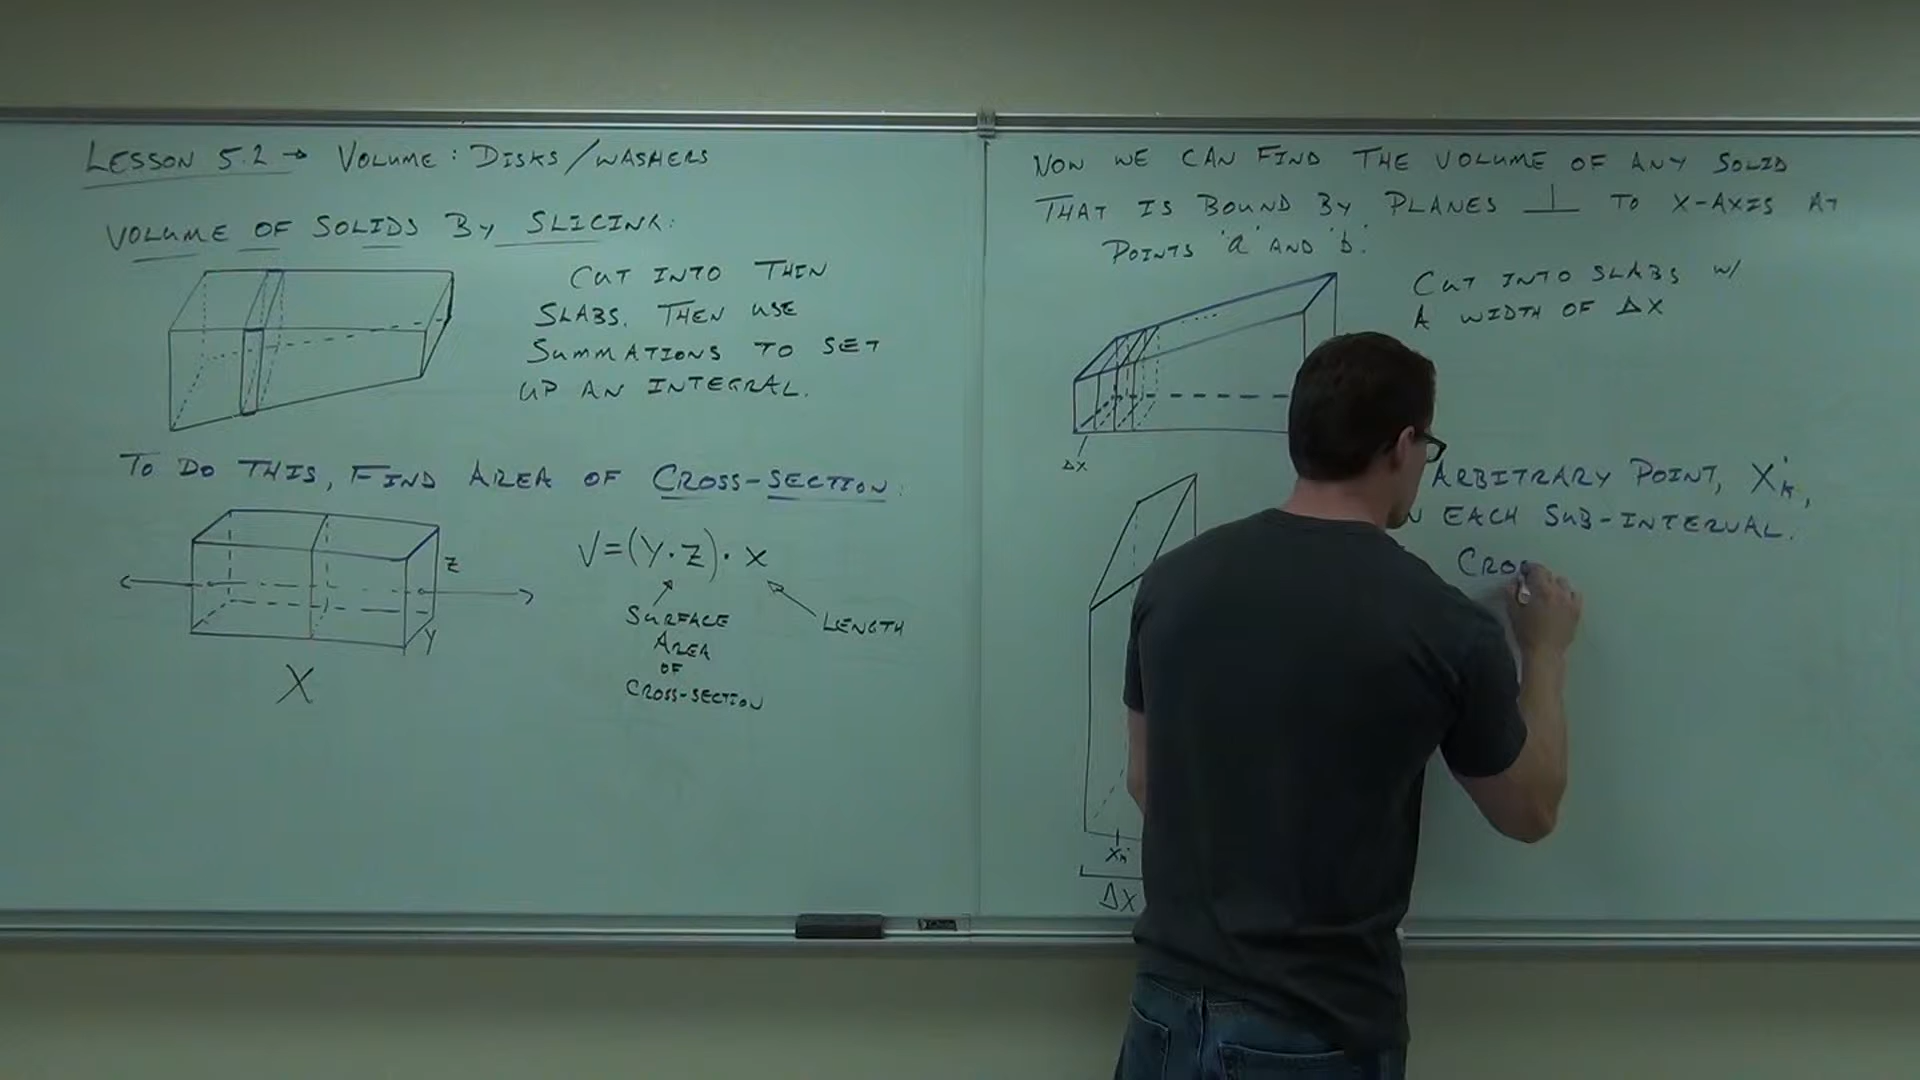 LESSON 5.2 → VOLUME: DISKS/WASHERS
VOLUME OF SOLIDS BY SLICING:
CUT INTO THIN
SLABS. THEN USE
SUMMATIONS TO SET
UP AN INTEGRAL.
TO DO THIS, FIND AREA OF CROSS-SECTION:
Z
Y
X
V=(Y·Z)·X
SURFACE
AREA
OF
CROSS-SECTION
LENGTH
NOW WE CAN FIND THE VOLUME OF ANY SOLID
THAT IS BOUND BY PLANES ⊥ TO X-AXIS AT
POINTS 'a' AND 'b'.
CUT INTO SLABS W/
A WIDTH OF ΔX
ΔX
ARBITRARY POINT, X*k,
EACH SUB-INTERVAL.
CROS
X*k
ΔX